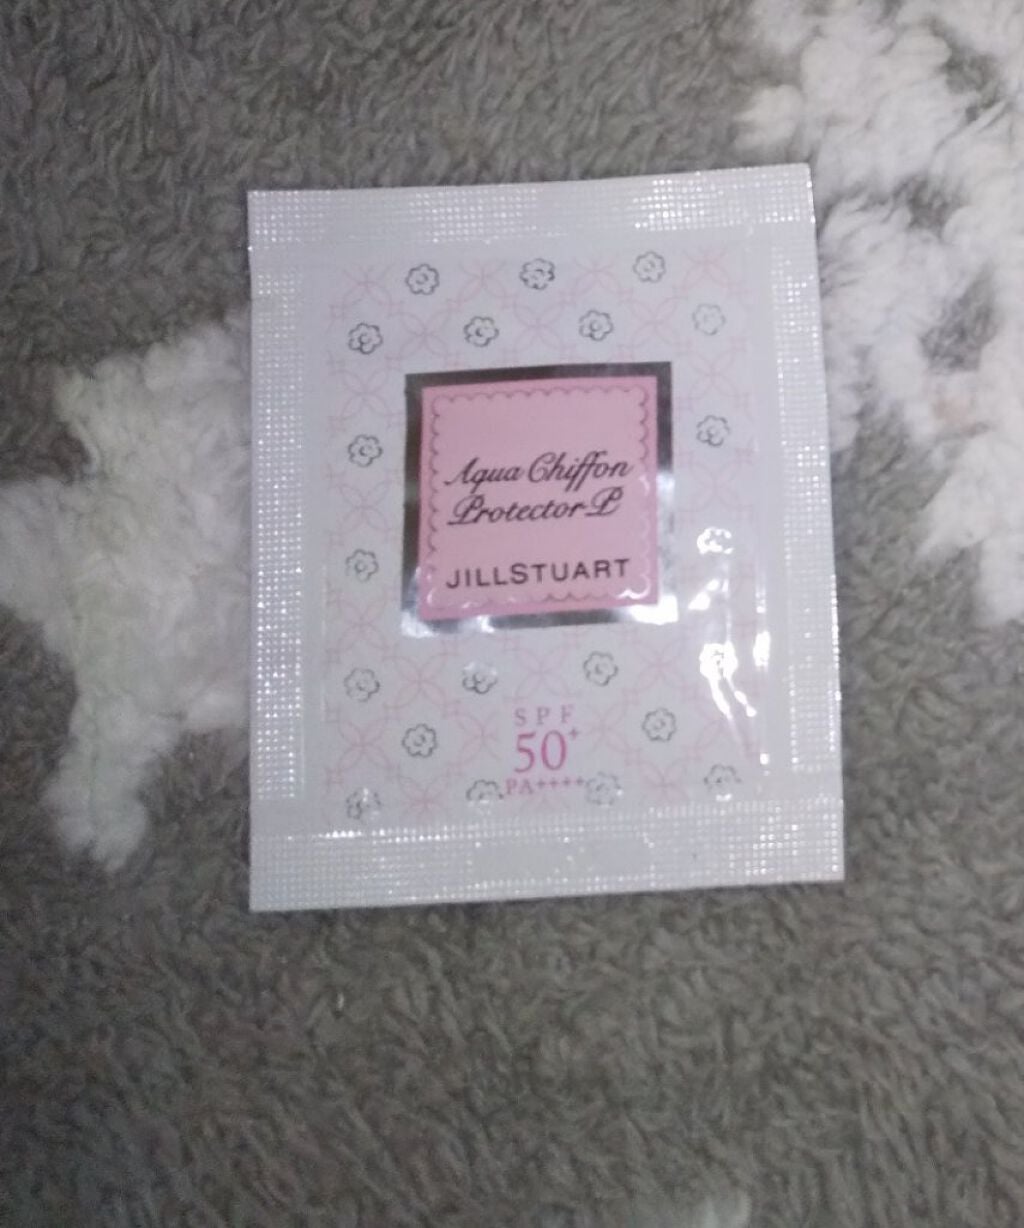 Aqua Chiffon
Protector P
JILLSTUART
SPF
50+
PA++++